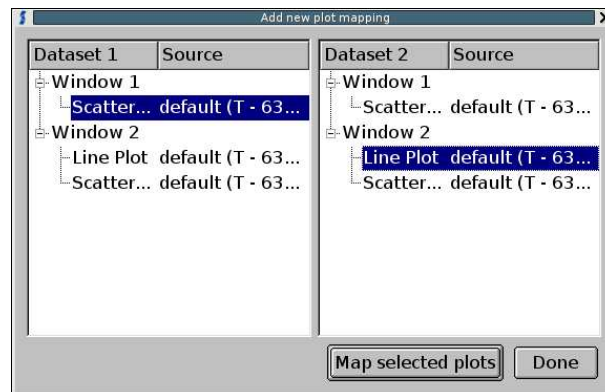 Add new plot mapping
Dataset 1 Source
Window 1
Scatter... default (T - 63...
Window 2
Line Plot default (T - 63...
Scatter... default (T - 63...
Dataset 2 Source
Window 1
Scatter... default (T - 63...
Window 2
Line Plot default (T - 63...
Scatter... default (T - 63...
Map selected plots Done